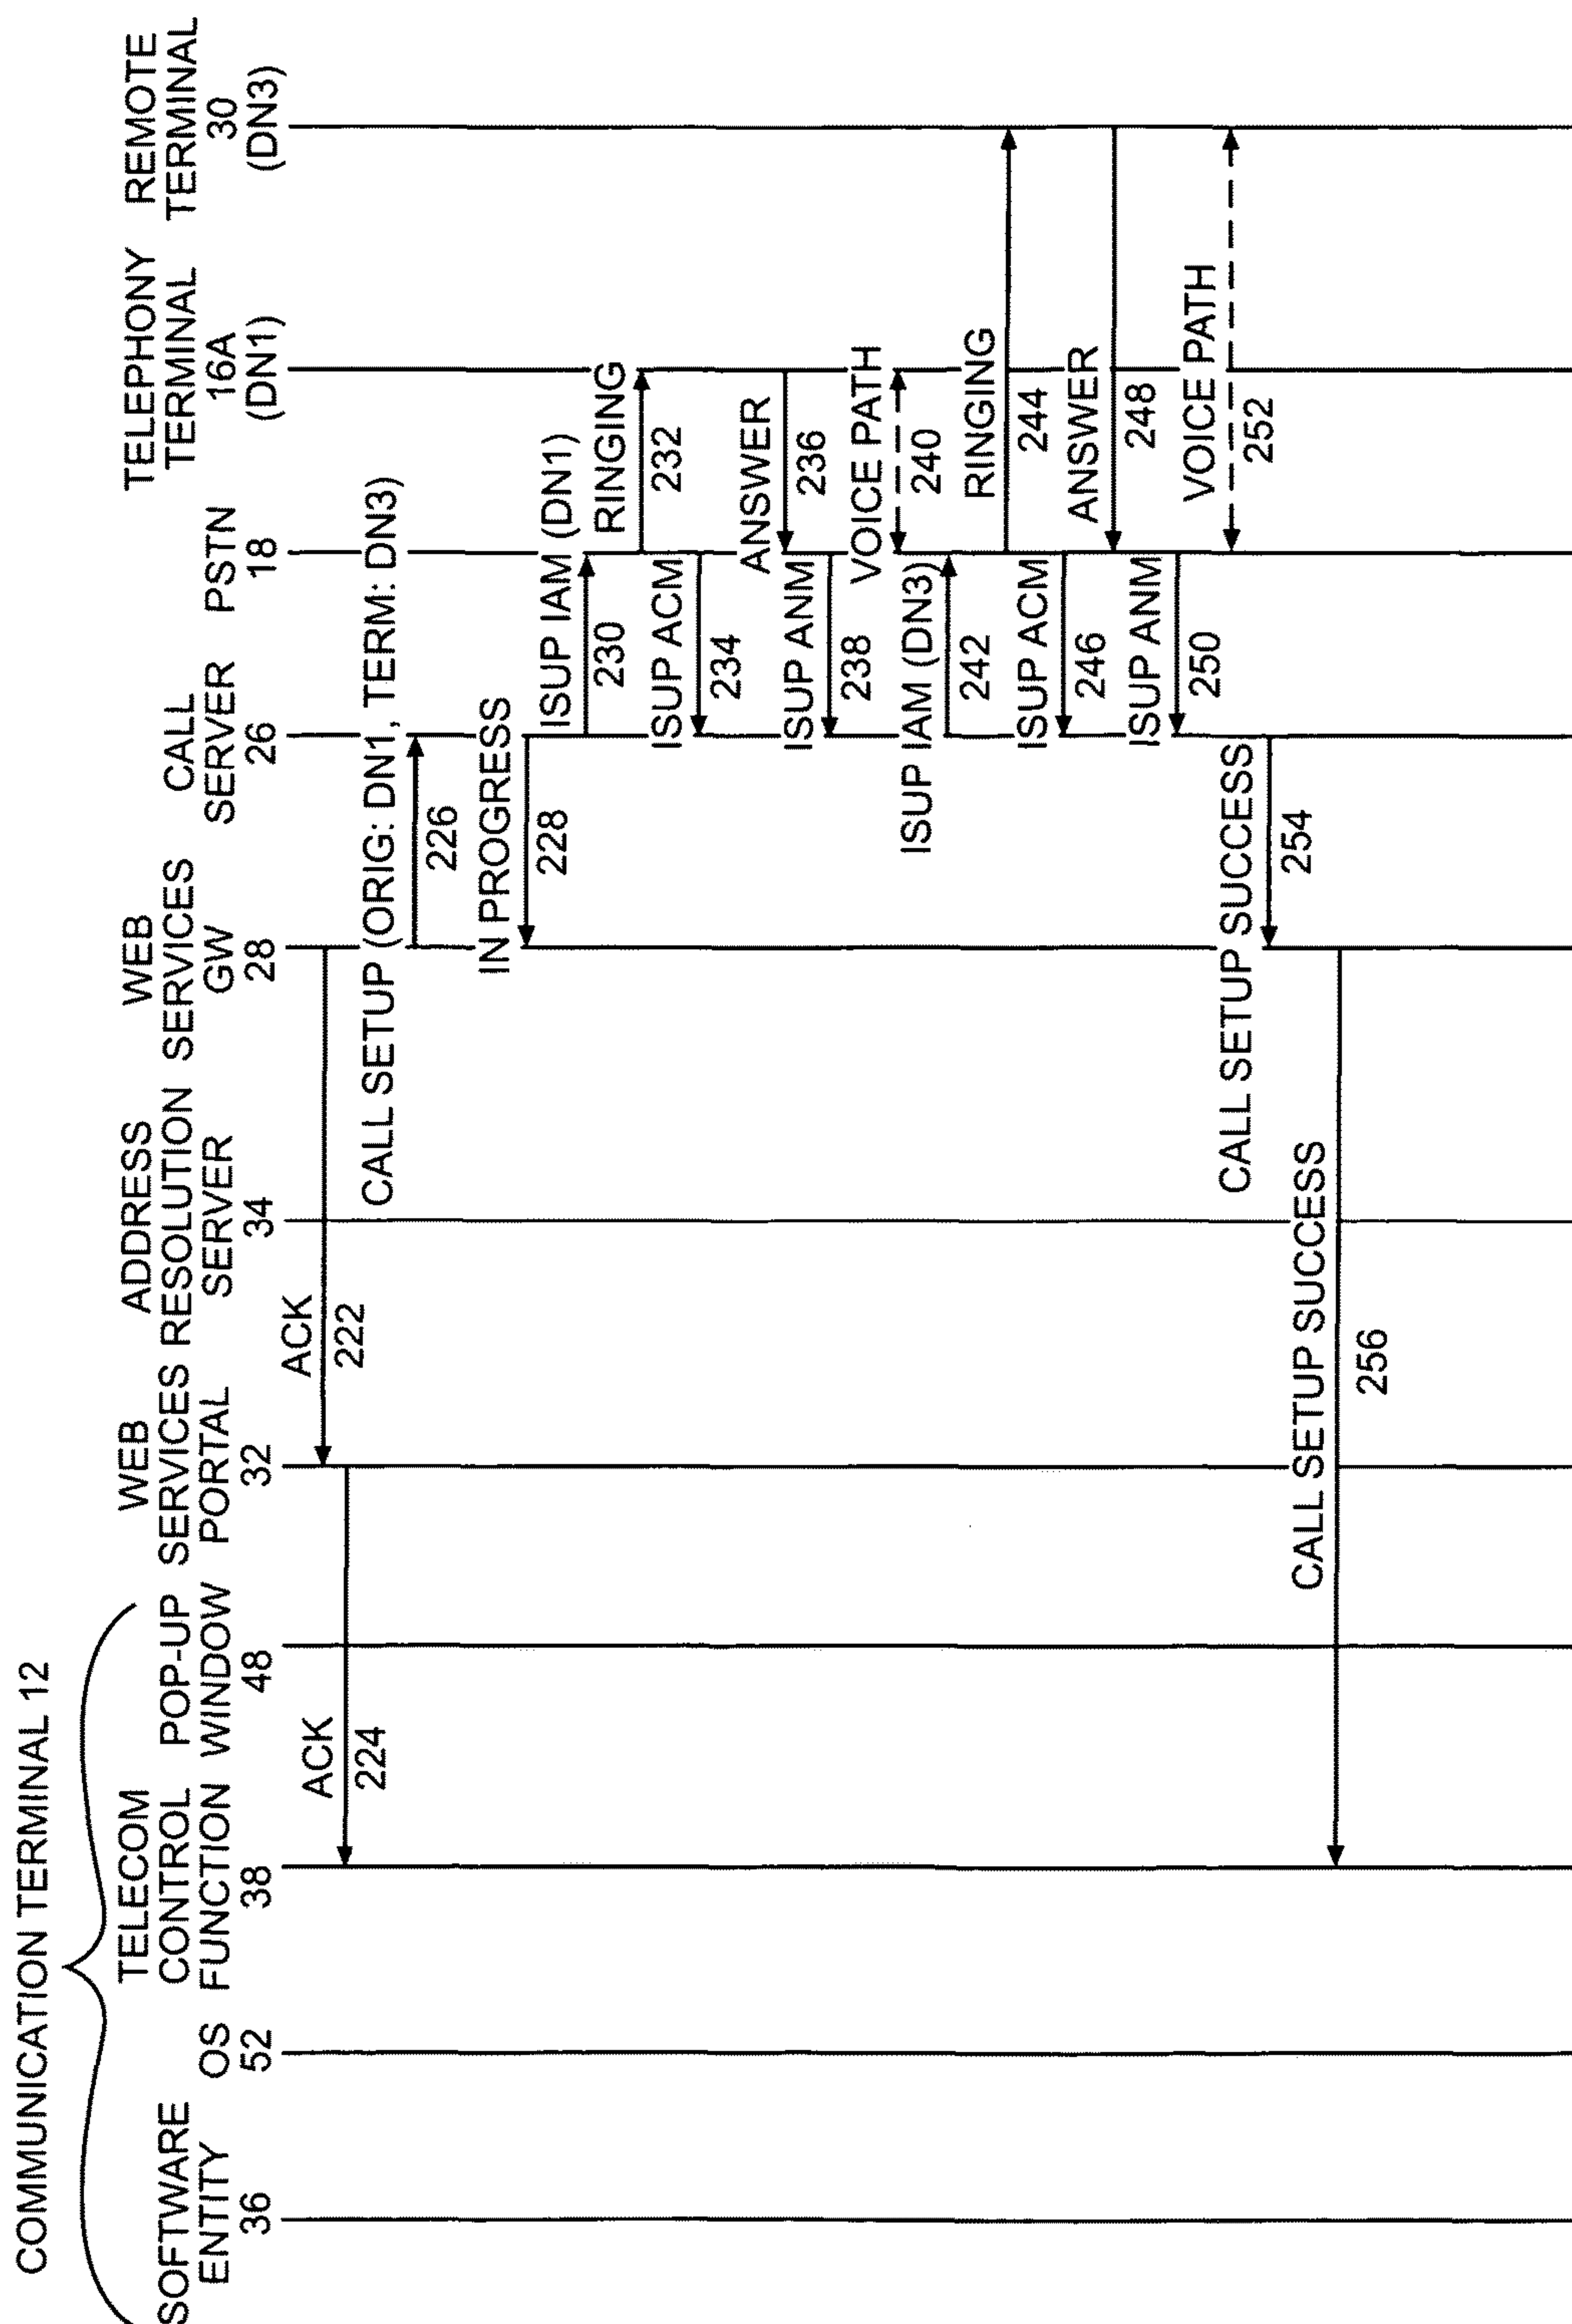 COMMUNICATION TERMINAL 12
SOFTWARE
ENTITY
36
OS
52
TELECOM
CONTROL
FUNCTION
38
POP-UP
WINDOW
48
WEB
SERVICES
PORTAL
32
ADDRESS
RESOLUTION
SERVER
34
WEB
SERVICES
GW
28
CALL
SERVER
26
PSTN
18
TELEPHONY
TERMINAL
16A
(DN1)
REMOTE
TERMINAL
30
(DN3)
ACK
222
ACK
224
CALL SETUP (ORIG: DN1, TERM: DN3)
226
IN PROGRESS
228
ISUP IAM (DN1)
230
RINGING
232
ISUP ACM
234
ANSWER
236
ISUP ANM
238
VOICE PATH
240
ISUP IAM (DN3)
242
RINGING
244
ISUP ACM
246
ANSWER
248
ISUP ANM
250
VOICE PATH
252
CALL SETUP SUCCESS
254
CALL SETUP SUCCESS
256